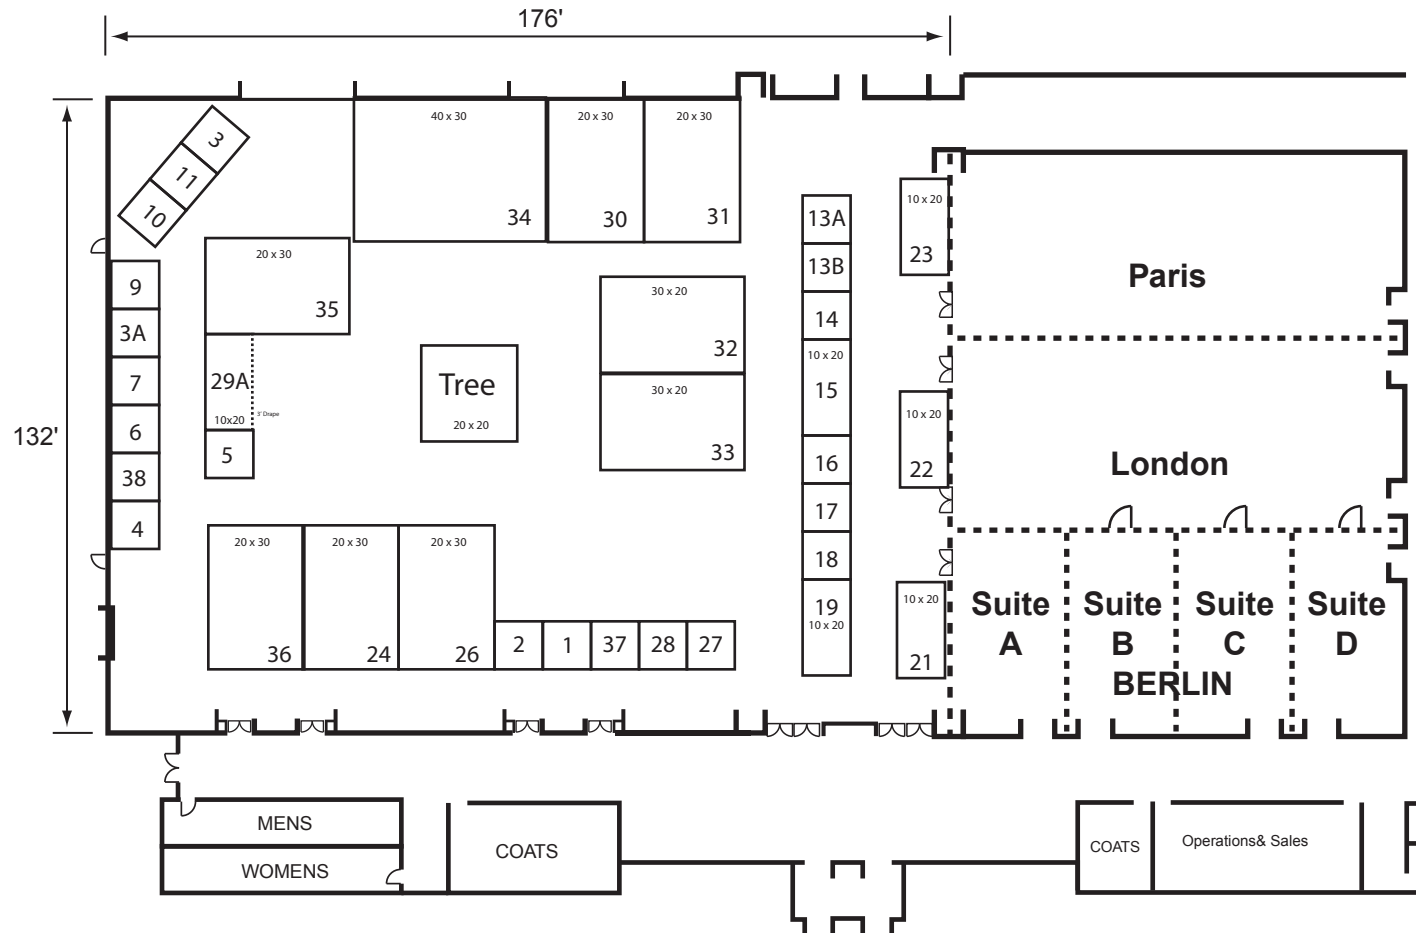 176'
132'
3
11
10
9
3A
7
6
38
4
40 x 30
34
20 x 30
30
20 x 30
31
20 x 30
35
29A
10x20
3' Drape
5
Tree
20 x 20
30 x 20
32
30 x 20
33
13A
13B
14
10 x 20
15
16
17
18
19
10 x 20
10 x 20
23
10 x 20
22
10 x 20
21
20 x 30
36
20 x 30
24
20 x 30
26
2
1
37
28
27
Paris
London
Suite
A
Suite
B
Suite
C
Suite
D
BERLIN
MENS
WOMENS
COATS
COATS
Operations& Sales